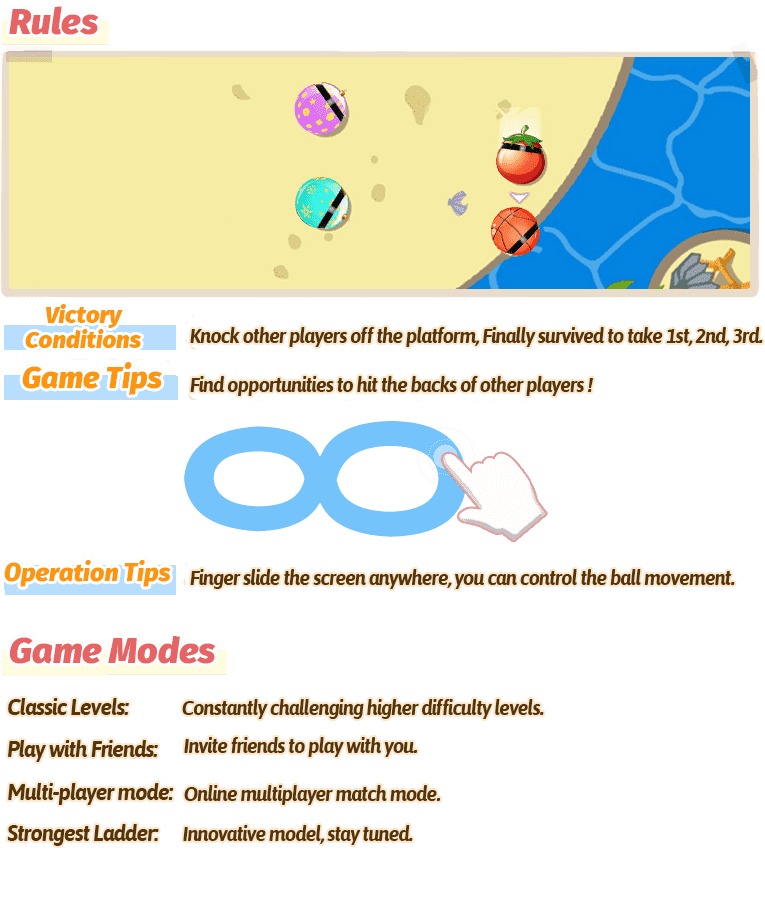 Rules
Victory
Conditions
Knock other players off the platform, Finally survived to take 1st, 2nd, 3rd.
Game Tips
Find opportunities to hit the backs of other players !
Operation Tips
Finger slide the screen anywhere, you can control the ball movement.
Game Modes
Classic Levels: Constantly challenging higher difficulty levels.
Play with Friends: Invite friends to play with you.
Multi-player mode: Online multiplayer match mode.
Strongest Ladder: Innovative model, stay tuned.